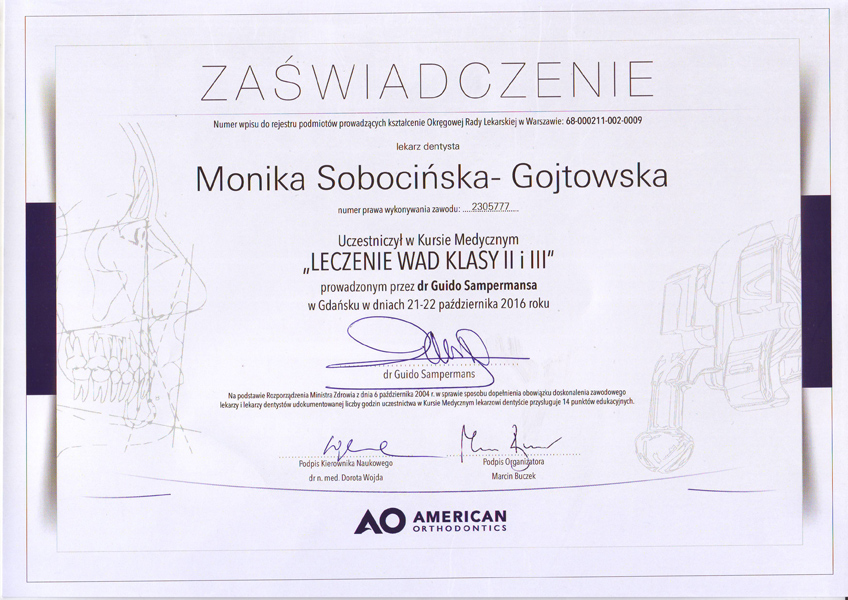 ZAŚWIADCZENIE
Numer wpisu do rejestru podmiotów prowadzących kształcenie Okręgowej Rady Lekarskiej w Warszawie: 68-000211-002-0009
lekarz dentysta
Monika Sobocińska- Gojtowska
numer prawa wykonywania zawodu: ....2305777....
Uczestniczył w Kursie Medycznym
„LECZENIE WAD KLASY II i III"
prowadzonym przez dr Guido Sampermansa
w Gdańsku w dniach 21-22 października 2016 roku
dr Guido Sampermans
Na podstawie Rozporządzenia Ministra Zdrowia z dnia 6 października 2004 r. w sprawie sposobu dopełnienia obowiązku doskonalenia zawodowego
lekarzy i lekarzy dentystów udokumentowanej liczby godzin uczestnictwa w Kursie Medycznym lekarzowi dentyście przysługuje 14 punktów edukacyjnych.
Podpis Kierownika Naukowego
dr n. med. Dorota Wojda
Podpis Organizatora
Marcin Buczek
AO AMERICAN
ORTHODONTICS